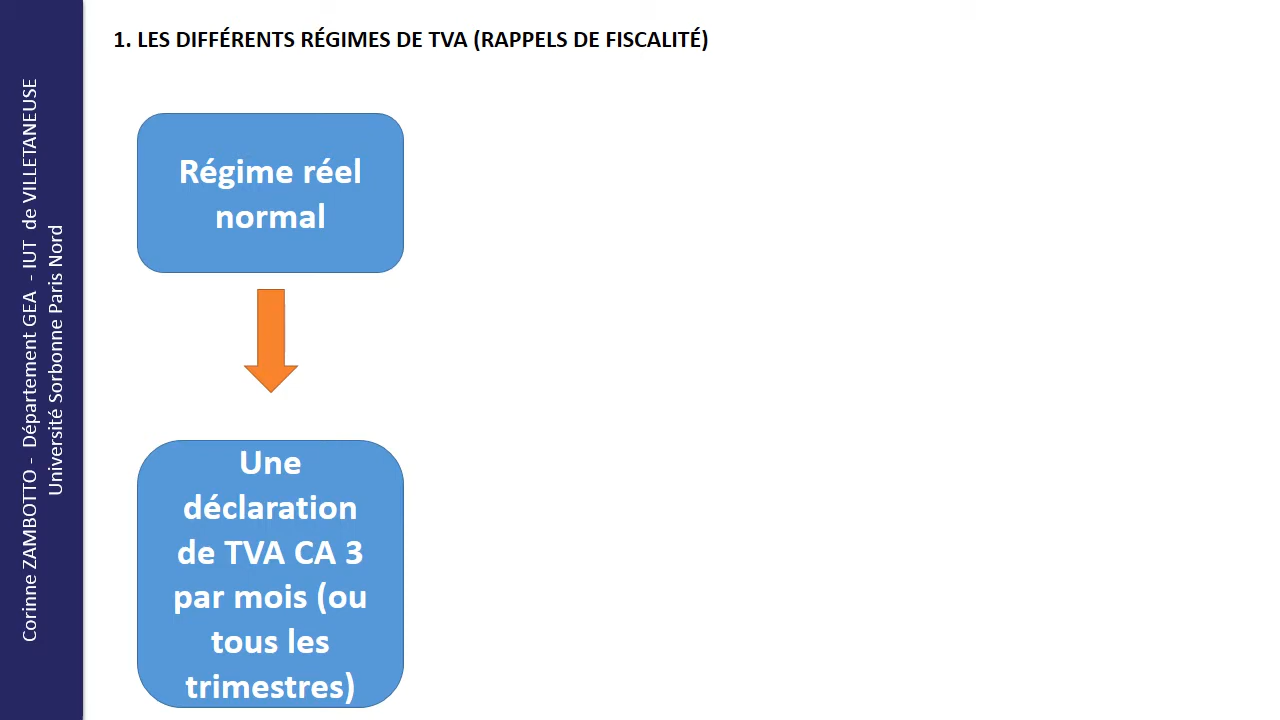 1. LES DIFFÉRENTS RÉGIMES DE TVA (RAPPELS DE FISCALITÉ)
Régime réel
normal
Une
déclaration
de TVA CA 3
par mois (ou
tous les
trimestres)
Corinne ZAMBOTTO - Département GEA - IUT de VILLETANEUSE
Université Sorbonne Paris Nord